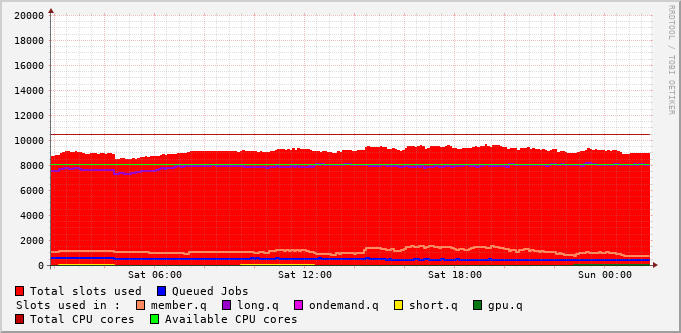 20000
18000
16000
14000
12000
10000
8000
6000
4000
2000
0
Sat 06:00 Sat 12:00 Sat 18:00 Sun 00:00
RRDTOOL / TOBI OETIKER
Total slots used Queued Jobs
Slots used in : member.q long.q ondemand.q short.q gpu.q
Total CPU cores Available CPU cores